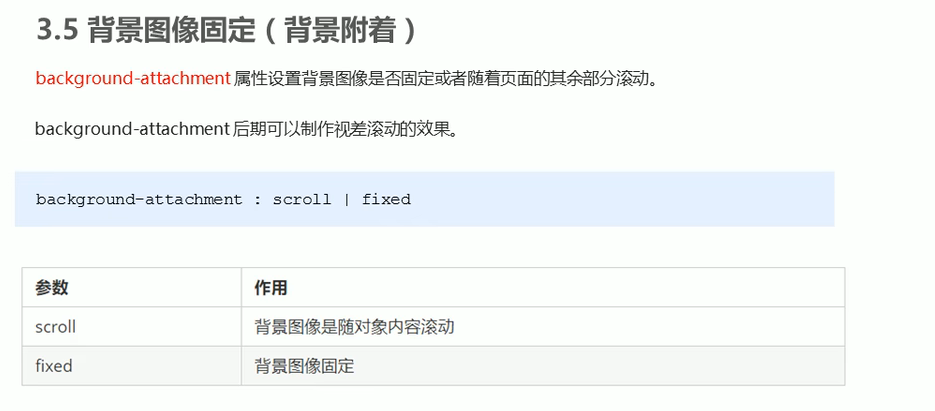 3.5 背景图像固定（背景附着）
background-attachment 属性设置背景图像是否固定或者随着页面的其余部分滚动。
background-attachment 后期可以制作视差滚动的效果。
background-attachment : scroll | fixed
参数 作用
scroll 背景图像是随对象内容滚动
fixed 背景图像固定